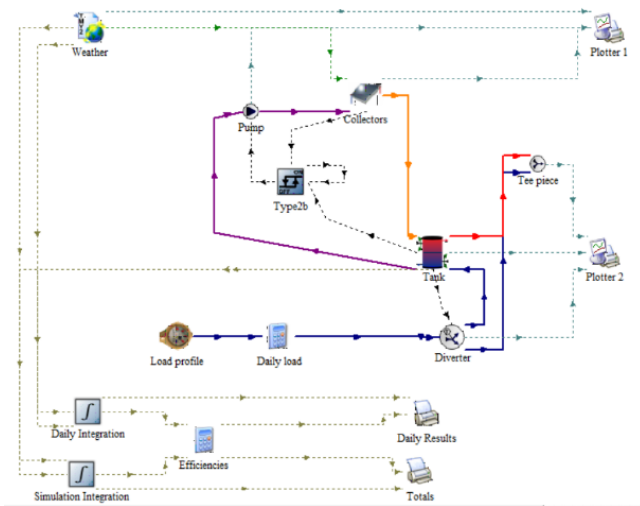 Weather
Plotter 1
Pump
Collectors
Type2b
Tee piece
Tank
Plotter 2
Load profile
Daily load
Diverter
Daily Integration
Daily Results
Efficiencies
Simulation Integration
Totals